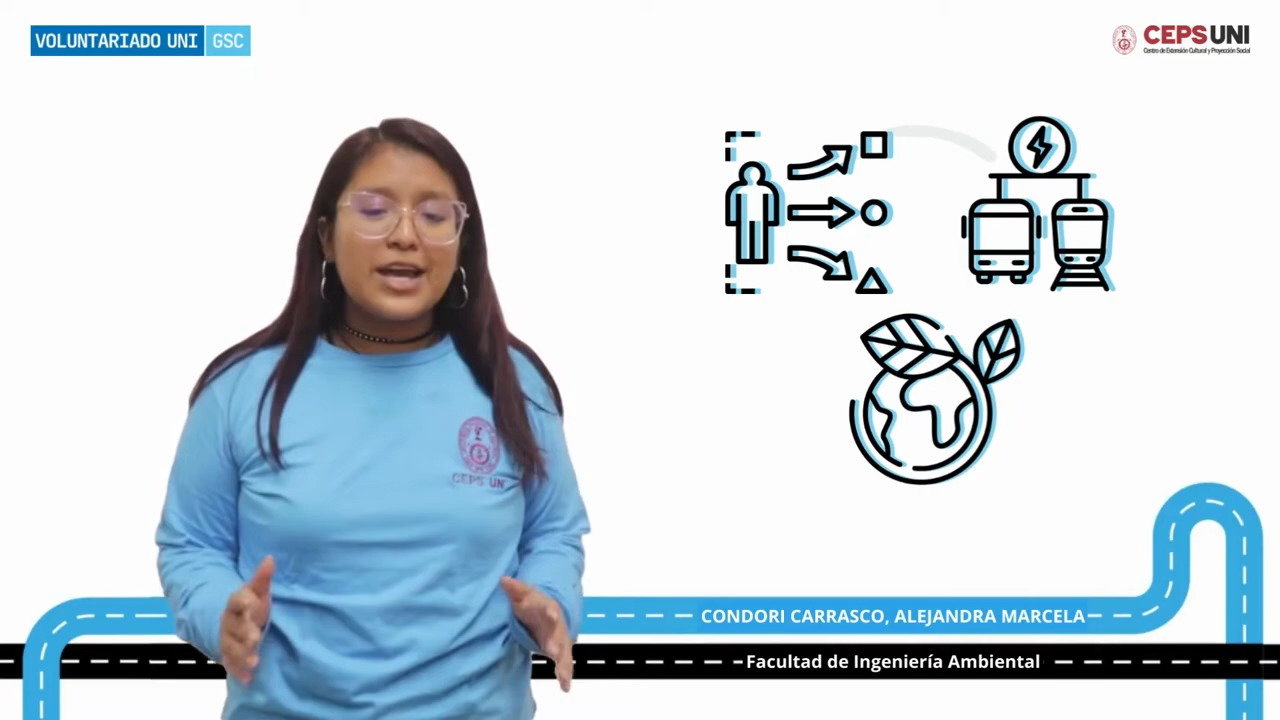 VOLUNTARIADO UNI GSC
CEPSUNI
Centro de Extensión Cultural y Proyección Social
CEPS UNI
CONDORI CARRASCO, ALEJANDRA MARCELA
Facultad de Ingeniería Ambiental